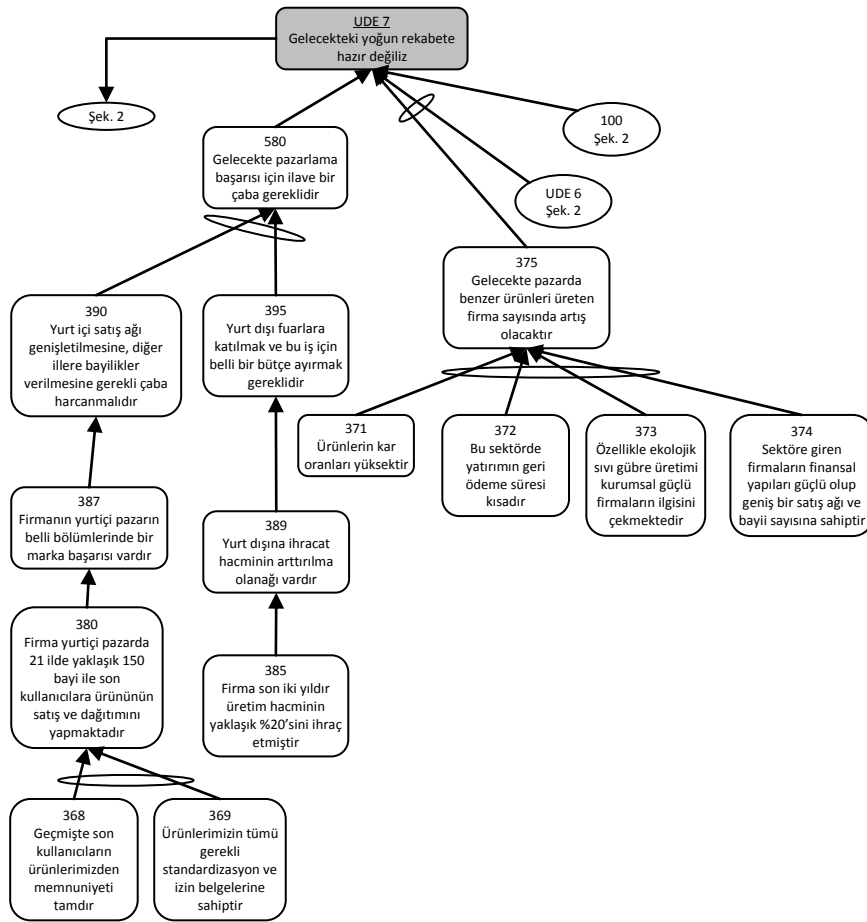 UDE 7
Gelecekteki yoğun rekabete
hazır değiliz
Şek. 2
100
Şek. 2
580
Gelecekte pazarlama
başarısı için ilave bir
çaba gereklidir
UDE 6
Şek. 2
375
Gelecekte pazarda
benzer ürünleri üreten
firma sayısında artış
olacaktır
390
Yurt içi satış ağı
genişletilmesine, diğer
illere bayilikler
verilmesine gerekli çaba
harcanmalıdır
395
Yurt dışı fuarlara
katılmak ve bu iş için
belli bir bütçe ayırmak
gereklidir
371
Ürünlerin kar
oranları yüksektir
372
Bu sektörde
yatırımın geri
ödeme süresi
kısadır
373
Özellikle ekolojik
sıvı gübre üretimi
kurumsal güçlü
firmaların ilgisini
çekmektedir
374
Sektöre giren
firmaların finansal
yapıları güçlü olup
geniş bir satış ağı ve
bayii sayısına sahiptir
387
Firmanın yurtiçi pazarın
belli bölümlerinde bir
marka başarısı vardır
389
Yurt dışına ihracat
hacminin arttırılma
olanağı vardır
380
Firma yurtiçi pazarda
21 ilde yaklaşık 150
bayi ile son
kullanıcılara ürününün
satış ve dağıtımını
yapmaktadır
385
Firma son iki yıldır
üretim hacminin
yaklaşık %20’sini ihraç
etmiştir
368
Geçmişte son
kullanıcıların
ürünlerimizden
memnuniyeti
tamdır
369
Ürünlerimizin tümü
gerekli
standardizasyon ve
izin belgelerine
sahiptir